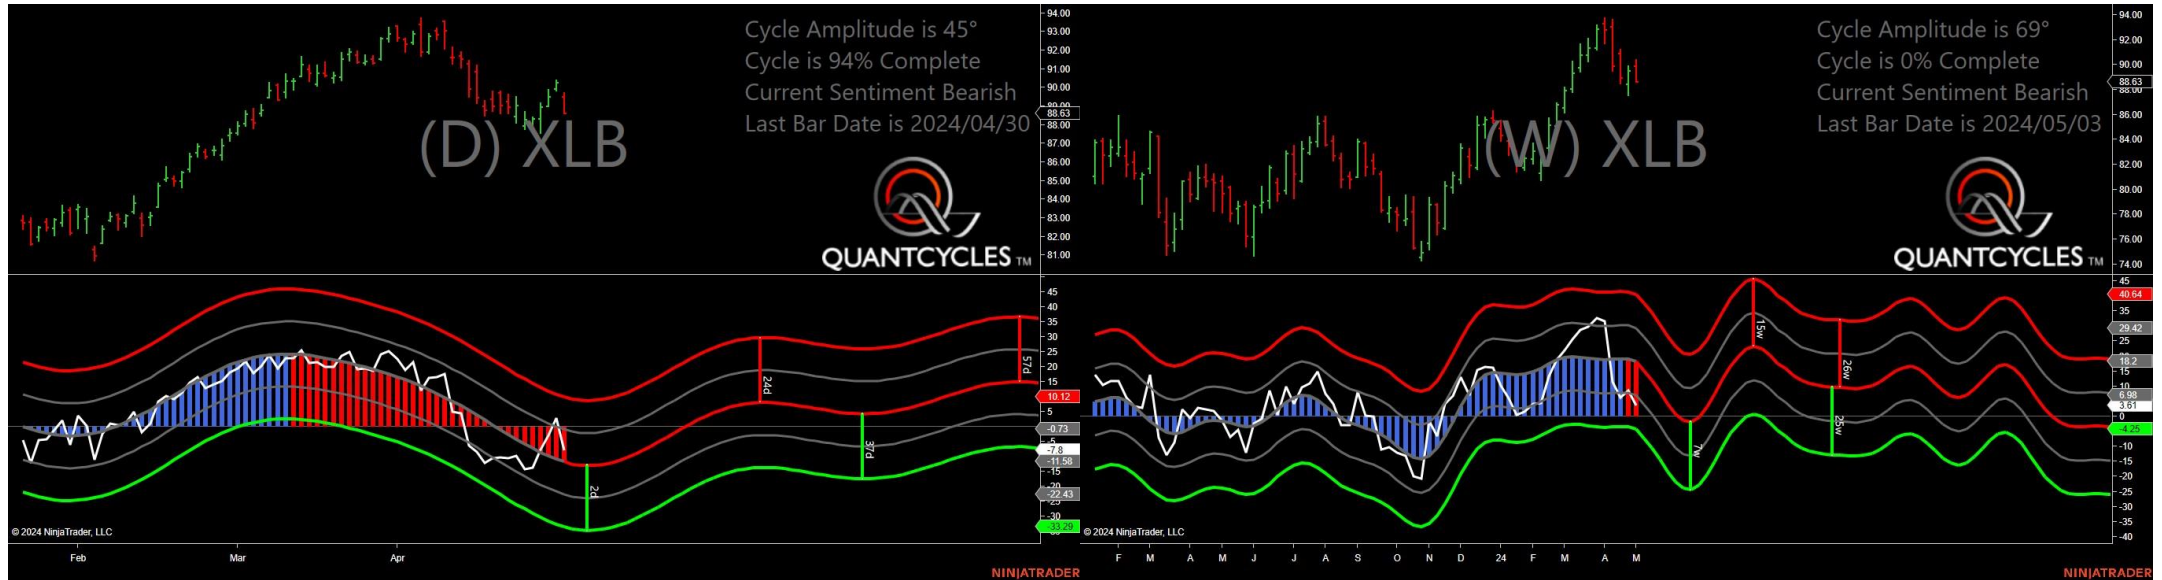 Cycle Amplitude is 45°
Cycle is 94% Complete
Current Sentiment Bearish
Last Bar Date is 2024/04/30
(D) XLB
QUANTCYCLES TM
94.00
93.00
92.00
91.00
90.00
89.00
88.63
88.00
87.00
86.00
85.00
84.00
83.00
82.00
81.00
45
35
30
25
20
15
10.12
5
-0.73
-5
-7.8
-11.58
-15
-20
-22.43
-30
-33.29
2d
24d
37d
57d
© 2024 NinjaTrader, LLC
Feb Mar Apr
NINJATRADER
Cycle Amplitude is 69°
Cycle is 0% Complete
Current Sentiment Bearish
Last Bar Date is 2024/05/03
(W) XLB
QUANTCYCLES TM
94.00
92.00
90.00
88.63
88.00
86.00
84.00
82.00
80.00
78.00
76.00
74.00
45
40.64
35
29.42
25
18.2
15
10
6.98
3.61
0
-4.25
-10
-15
-20
-25
-30
-35
-40
7w
15w
25w
26w
© 2024 NinjaTrader, LLC
F M A M J J A S O N D 24 F M A M
NINJATRADER